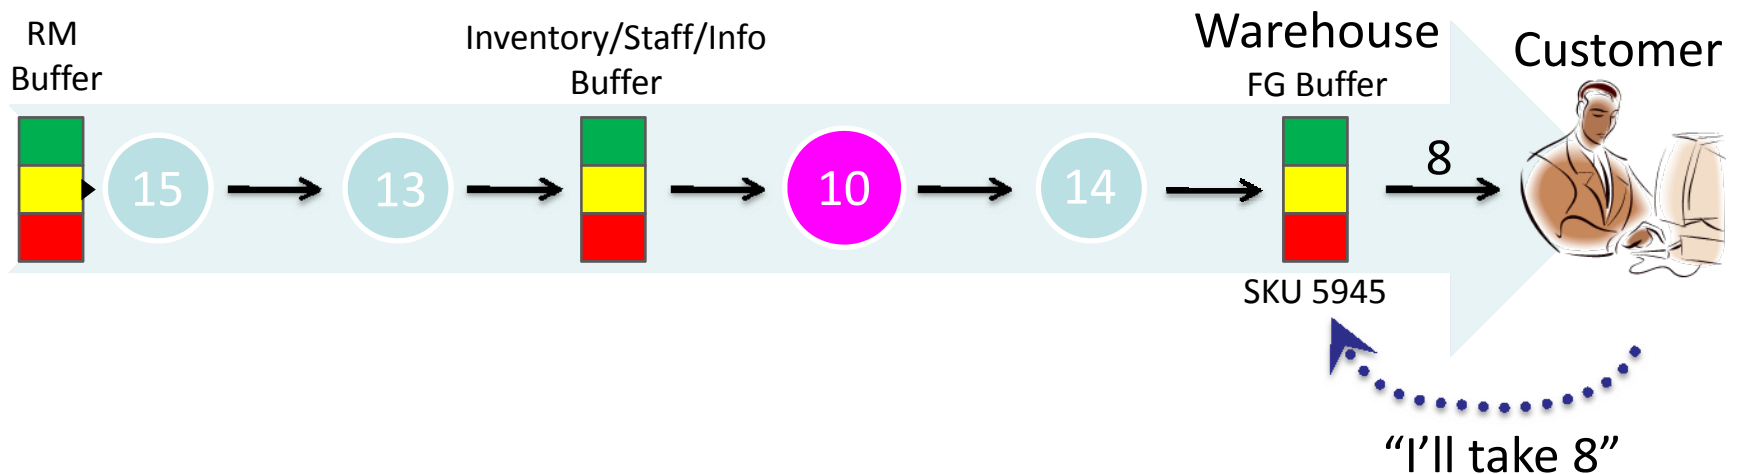 RM
Buffer
Inventory/Staff/Info
Buffer
Warehouse
FG Buffer
Customer
15
13
10
14
8
SKU 5945
“I’ll take 8”